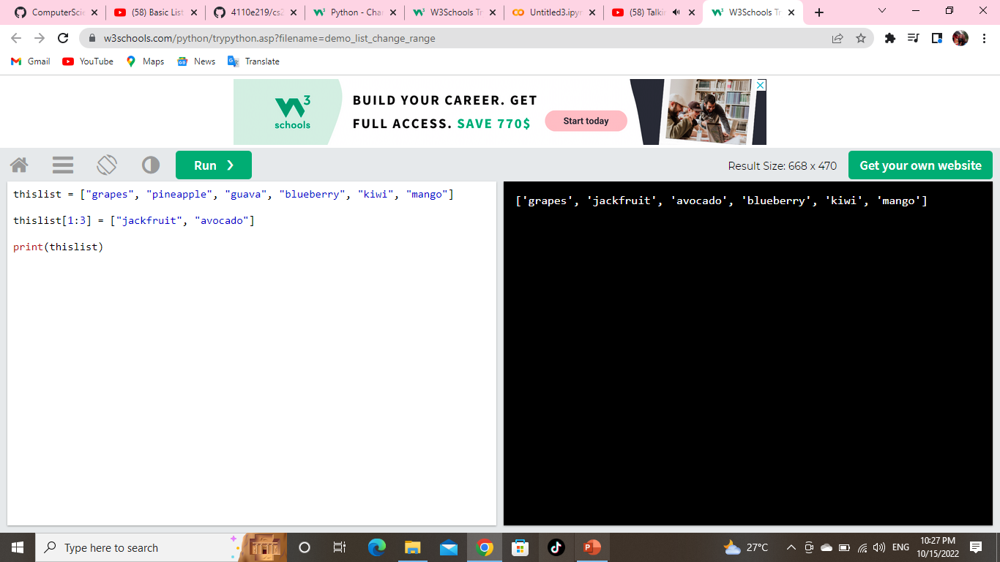 ComputerScie
(58) Basic List
4110e219/cs2
Python - Char
W3Schools Tr
Untitled3.ipyn
(58) Talkin
W3Schools Tr
w3schools.com/python/trypython.asp?filename=demo_list_change_range
Gmail
YouTube
Maps
News
Translate
3
schools
BUILD YOUR CAREER. GET
FULL ACCESS. SAVE 770$
Start today
Run ❯
Result Size: 668 x 470
Get your own website
thislist = ["grapes", "pineapple", "guava", "blueberry", "kiwi", "mango"]
thislist[1:3] = ["jackfruit", "avocado"]
print(thislist)
['grapes', 'jackfruit', 'avocado', 'blueberry', 'kiwi', 'mango']
Type here to search
27°C
ENG
10:27 PM
10/15/2022